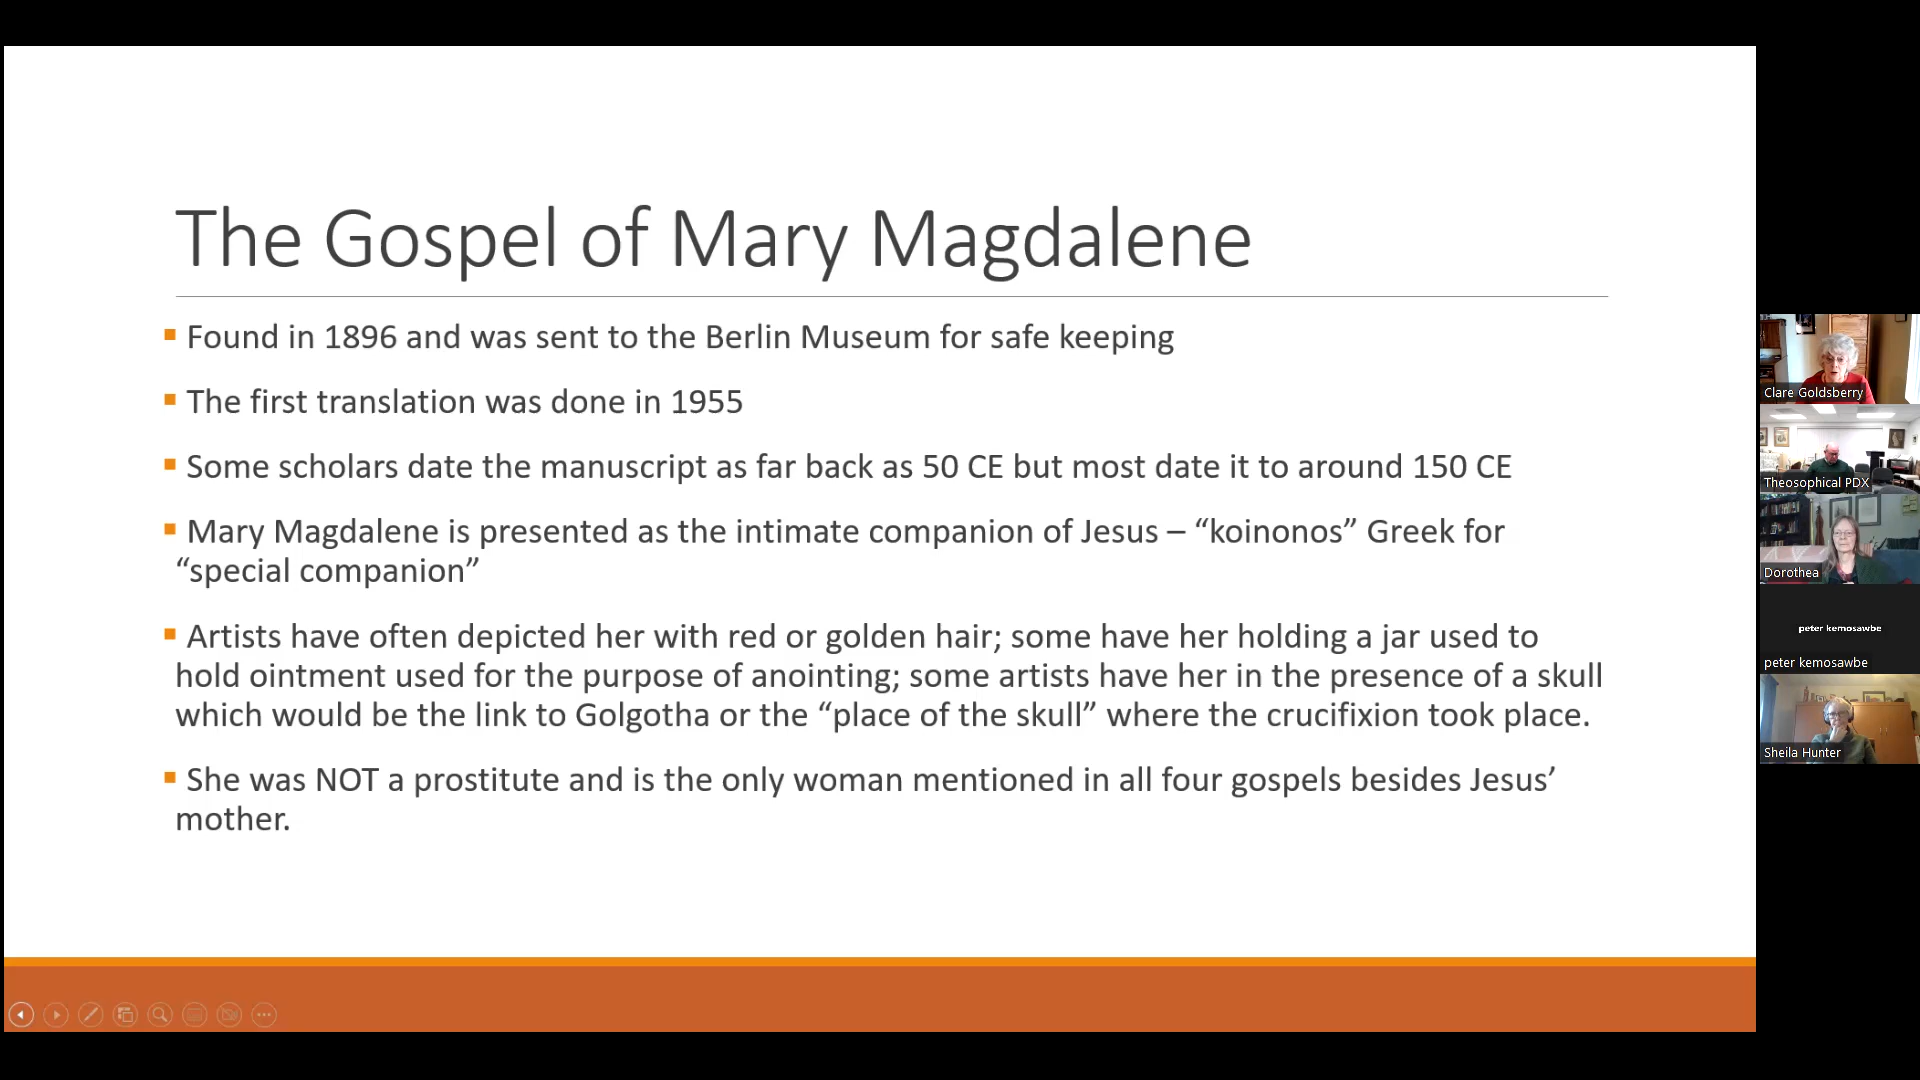 The Gospel of Mary Magdalene
Found in 1896 and was sent to the Berlin Museum for safe keeping
The first translation was done in 1955
Some scholars date the manuscript as far back as 50 CE but most date it to around 150 CE
Mary Magdalene is presented as the intimate companion of Jesus – “koinonos” Greek for
“special companion”
Artists have often depicted her with red or golden hair; some have her holding a jar used to
hold ointment used for the purpose of anointing; some artists have her in the presence of a skull
which would be the link to Golgotha or the “place of the skull” where the crucifixion took place.
She was NOT a prostitute and is the only woman mentioned in all four gospels besides Jesus’
mother.
Clare Goldsberry
Theosophical PDX
Dorothea
peter kemosawbe
peter kemosawbe
Sheila Hunter